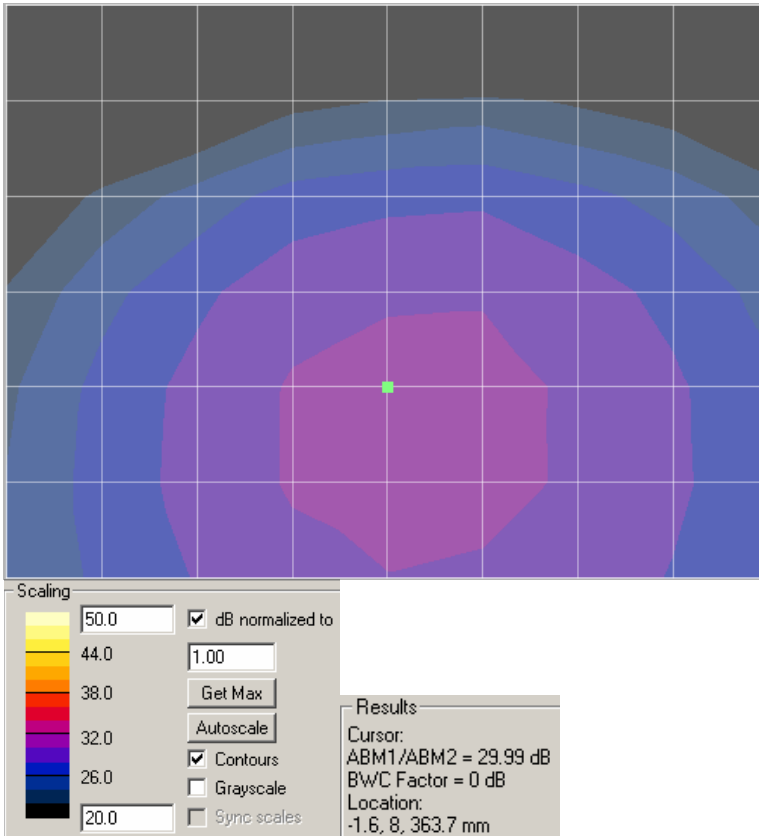 Scaling
50.0
dB normalized to
44.0
1.00
38.0
Get Max
Autoscale
32.0
Contours
26.0
Grayscale
20.0
Sync scales
Results
Cursor:
ABM1/ABM2 = 29.99 dB
BWC Factor = 0 dB
Location:
-1.6, 8, 363.7 mm